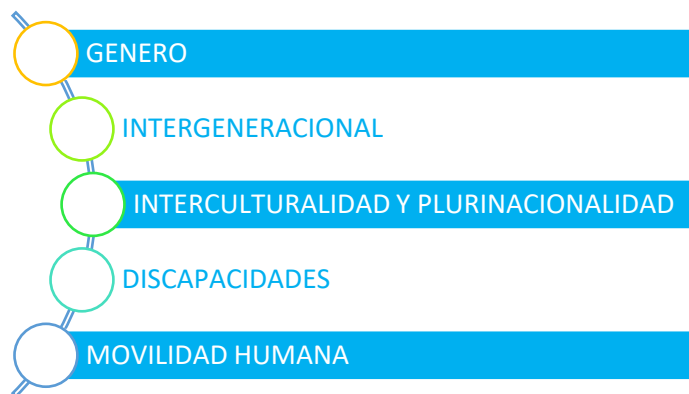 GENERO
INTERGENERACIONAL
INTERCULTURALIDAD Y PLURINACIONALIDAD
DISCAPACIDADES
MOVILIDAD HUMANA